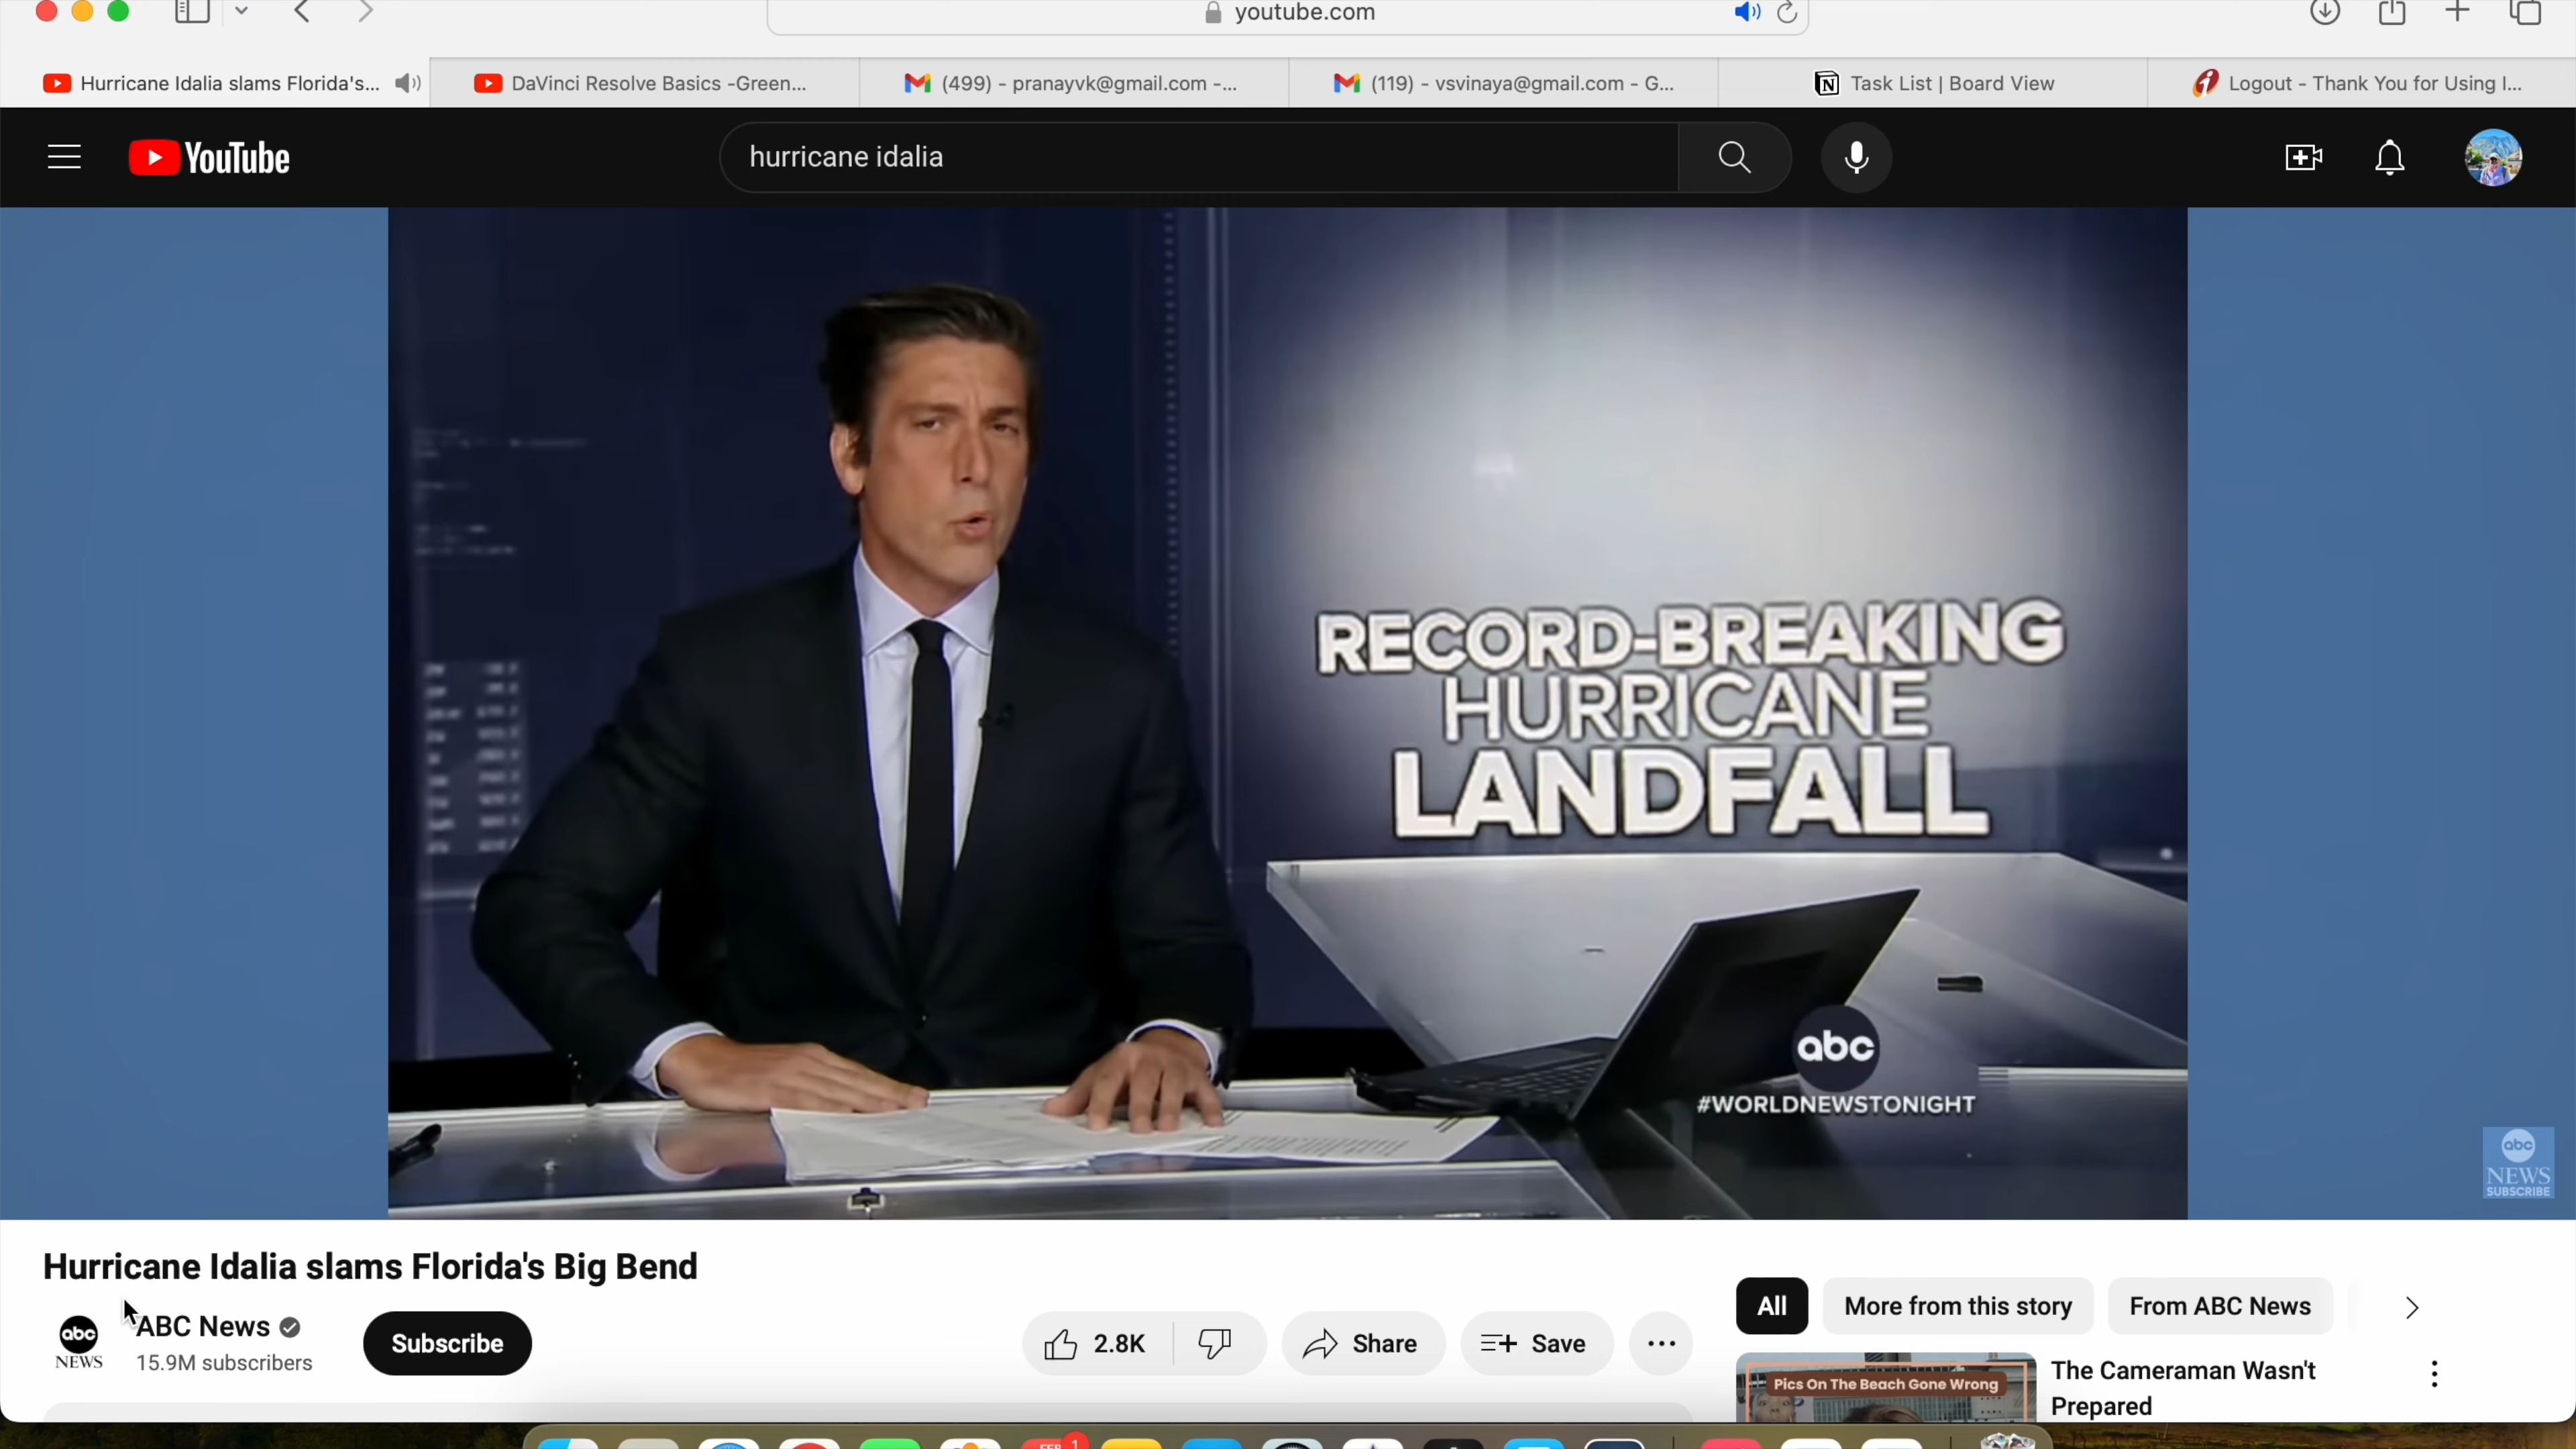 youtube.com
Hurricane Idalia slams Florida's...
DaVinci Resolve Basics -Green...
(499) - pranayvk@gmail.com -...
(119) - vsvinaya@gmail.com - G...
Task List | Board View
Logout - Thank You for Using I...
YouTube
hurricane idalia
RECORD-BREAKING
HURRICANE
LANDFALL
abc
#WORLDNEWSTONIGHT
abc
NEWS
SUBSCRIBE
Hurricane Idalia slams Florida's Big Bend
abc
NEWS
ABC News
15.9M subscribers
Subscribe
2.8K
Share
Save
All
More from this story
From ABC News
Pics On The Beach Gone Wrong
The Cameraman Wasn't
Prepared
FEB
1